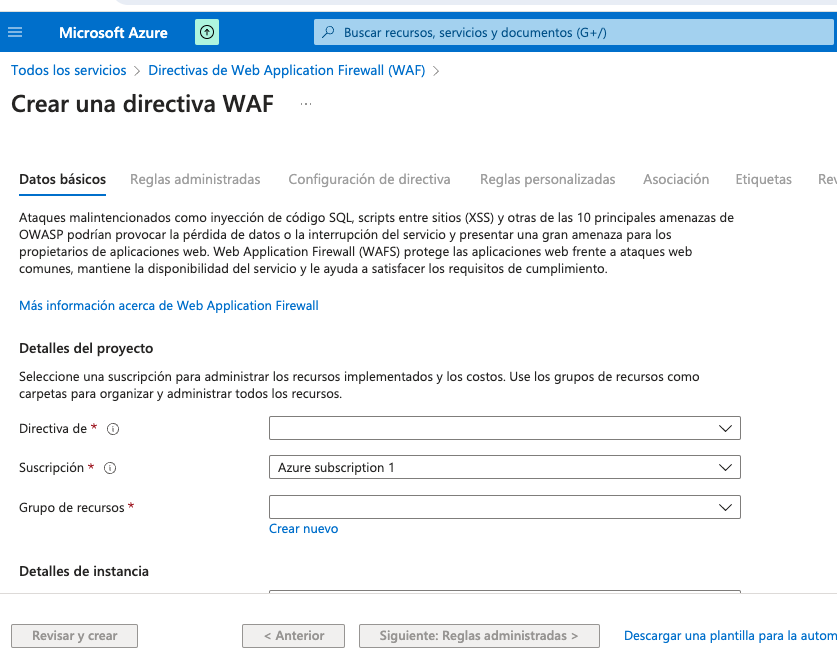 Microsoft Azure
Buscar recursos, servicios y documentos (G+/)
Todos los servicios > Directivas de Web Application Firewall (WAF) >
Crear una directiva WAF ...
Datos básicos Reglas administradas Configuración de directiva Reglas personalizadas Asociación Etiquetas Rev
Ataques malintencionados como inyección de código SQL, scripts entre sitios (XSS) y otras de las 10 principales amenazas de
OWASP podrían provocar la pérdida de datos o la interrupción del servicio y presentar una gran amenaza para los
propietarios de aplicaciones web. Web Application Firewall (WAFS) protege las aplicaciones web frente a ataques web
comunes, mantiene la disponibilidad del servicio y le ayuda a satisfacer los requisitos de cumplimiento.
Más información acerca de Web Application Firewall
Detalles del proyecto
Seleccione una suscripción para administrar los recursos implementados y los costos. Use los grupos de recursos como
carpetas para organizar y administrar todos los recursos.
Directiva de *
Suscripción * Azure subscription 1
Grupo de recursos *
Crear nuevo
Detalles de instancia
Revisar y crear < Anterior Siguiente: Reglas administradas > Descargar una plantilla para la autom